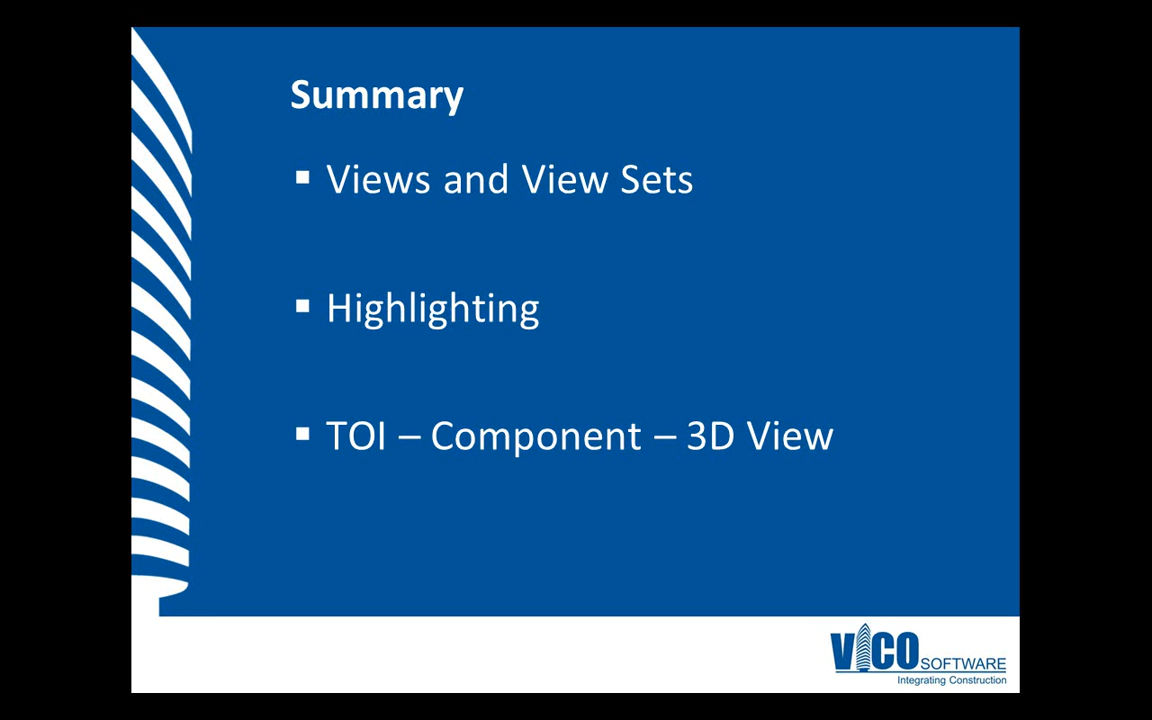 Summary
▪ Views and View Sets
▪ Highlighting
▪ TOI – Component – 3D View
VICO SOFTWARE
Integrating Construction